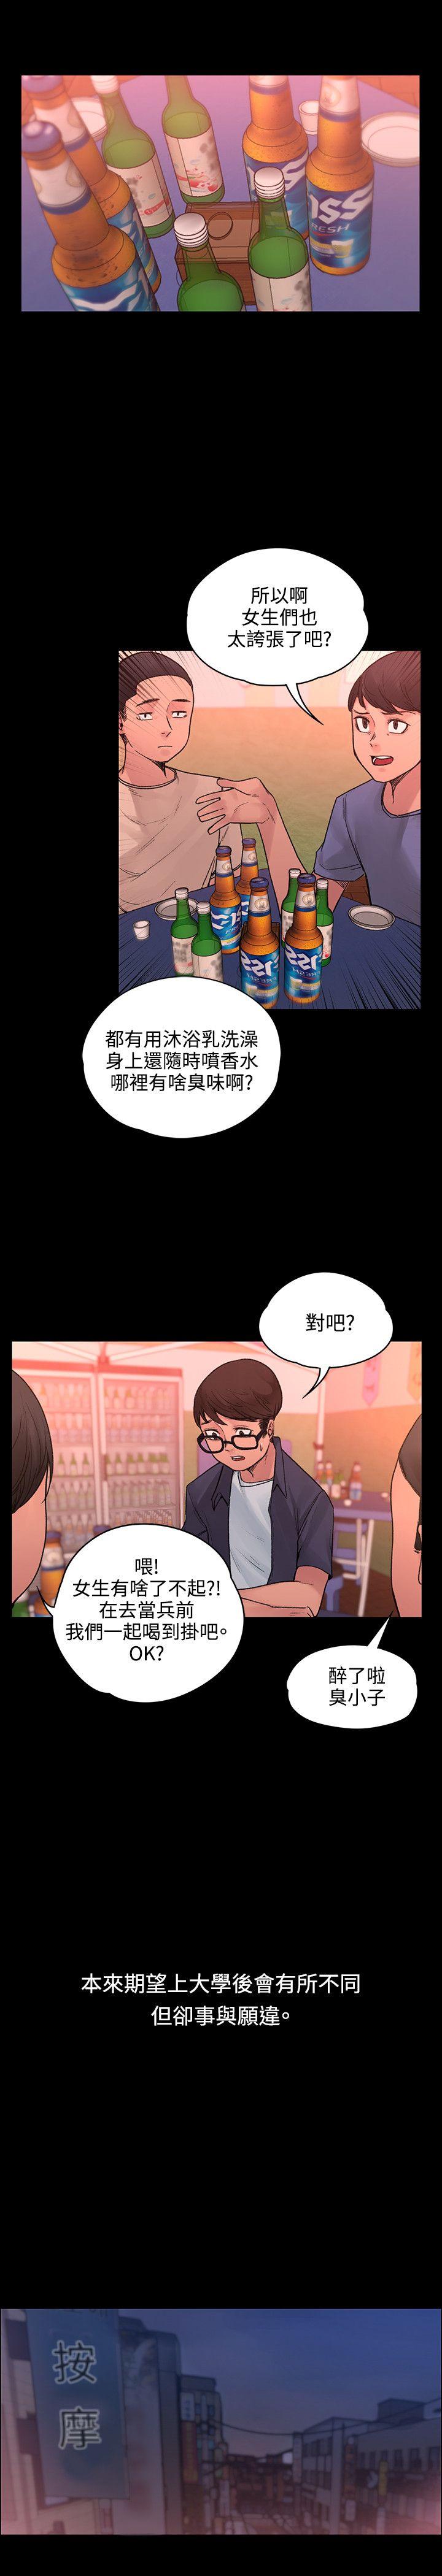 ISS
FRESH
所以啊
女生們也
太誇張了吧?
都有用沐浴乳洗澡
身上還隨時噴香水
哪裡有啥臭味啊?
對吧?
喂!
女生有啥了不起?!
在去當兵前
我們一起喝到掛吧。
OK?
醉了啦
臭小子
本來期望上大學後會有所不同
但卻事與願違。
按
摩